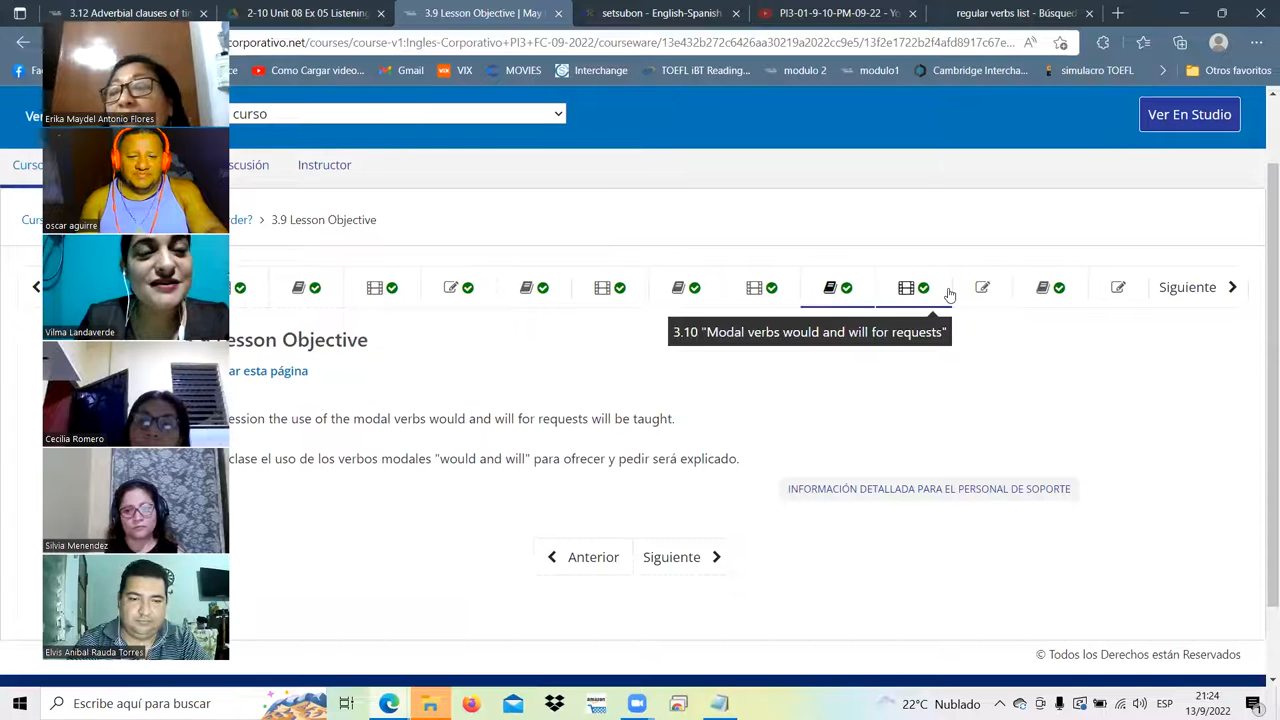 3.12 Adverbial clauses of tim
2.10 Unit 08 Ex 05 Listening
3.9 Lesson Objective | May
setsubon - English-Spanish
PI3-01-9-10-PM-09-22 -
regular verbs list - Búsqued
corporativo.net/courses/course-v1:Ingles-Corporativo+PI3+FC-09-2022/courseware/13e432b272c6426aa30219a2022cc9e5/13f2e1722b2f4afd8917c67e...
Fa
Como Cargar video...
Gmail
VIX
MOVIES
Interchange
TOEFL iBT Reading...
modulo 2
modulo1
Cambridge Intercha...
simulacro TOEFL
Otros favoritos
Ver
curso
Ver En Studio
Curso
scusión
Instructor
Curs
der? > 3.9 Lesson Objective
Siguiente
3.10 "Modal verbs would and will for requests"
esson Objective
ar esta página
ession the use of the modal verbs would and will for requests will be taught.
clase el uso de los verbos modales "would and will" para ofrecer y pedir será explicado.
INFORMACIÓN DETALLADA PARA EL PERSONAL DE SOPORTE
Anterior
Siguiente
© Todos los Derechos están Reservados
Erika Maydel Antonio Flores
oscar aguirre
Vilma Landaverde
Cecilia Romero
Silvia Menendez
Elvis Anibal Rauda Torres
Escribe aquí para buscar
22°C Nublado
ESP
21:24
13/9/2022